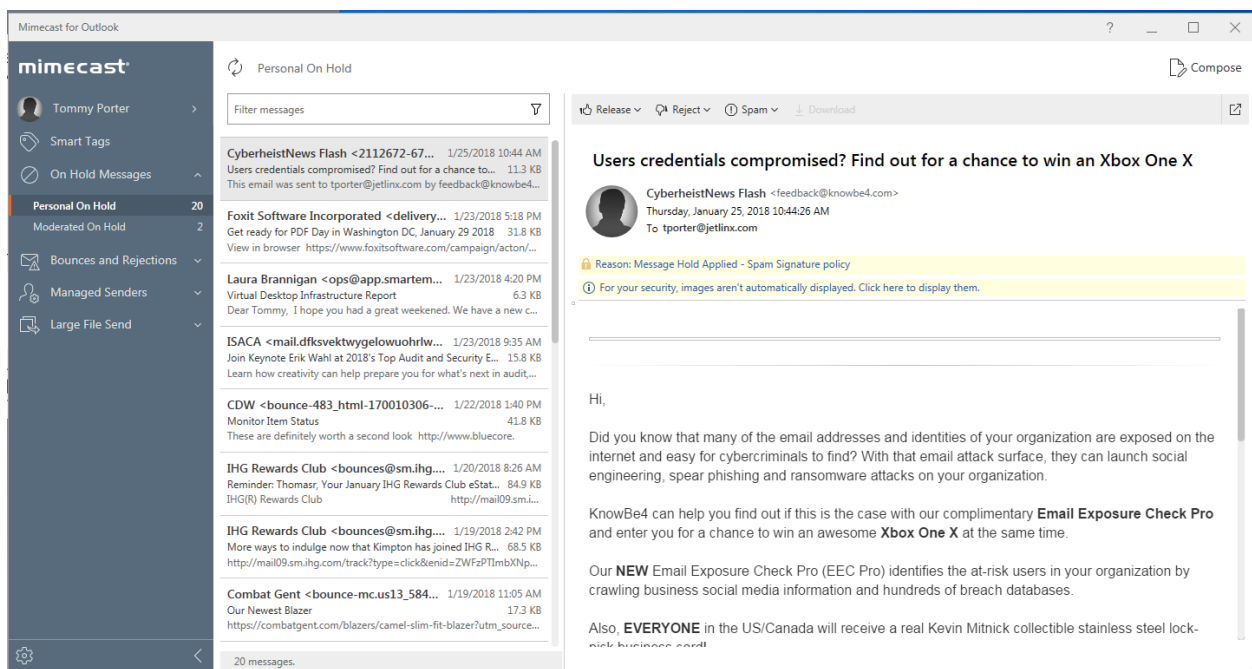 Mimecast for Outlook
?
mimecast
Personal On Hold
Compose
Tommy Porter
Smart Tags
On Hold Messages
Personal On Hold 20
Moderated On Hold 2
Bounces and Rejections
Managed Senders
Large File Send
Filter messages
CyberheistNews Flash <2112672-67... 1/25/2018 10:44 AM
Users credentials compromised? Find out for a chance to... 11.3 KB
This email was sent to tporter@jetlinx.com by feedback@knowbe4...
Foxit Software Incorporated <delivery... 1/23/2018 5:18 PM
Get ready for PDF Day in Washington DC, January 29 2018 31.8 KB
View in browser https://www.foxitsoftware.com/campaign/acton/...
Laura Brannigan <ops@app.smartem... 1/23/2018 4:20 PM
Virtual Desktop Infrastructure Report 6.3 KB
Dear Tommy, I hope you had a great weekened. We have a new c...
ISACA <mail.dfksvektwygelowuohrlw... 1/23/2018 9:35 AM
Join Keynote Erik Wahl at 2018's Top Audit and Security E... 15.8 KB
Learn how creativity can help prepare you for what's next in audit,...
CDW <bounce-483_html-170010306-... 1/22/2018 1:40 PM
Monitor Item Status 41.8 KB
These are definitely worth a second look http://www.bluecore.
IHG Rewards Club <bounces@sm.ihg.... 1/20/2018 8:26 AM
Reminder: Thomasr, Your January IHG Rewards Club eStat... 84.9 KB
IHG(R) Rewards Club http://mail09.sm.i...
IHG Rewards Club <bounces@sm.ihg.... 1/19/2018 2:42 PM
More ways to indulge now that Kimpton has joined IHG R... 68.5 KB
http://mail09.sm.ihg.com/track?type=click&enid=ZWFzPTImbXNp...
Combat Gent <bounce-mc.us13_584... 1/19/2018 11:05 AM
Our Newest Blazer 17.3 KB
https://combatgent.com/blazers/camel-slim-fit-blazer?utm_source...
20 messages.
Release Reject Spam Download
Users credentials compromised? Find out for a chance to win an Xbox One X
CyberheistNews Flash <feedback@knowbe4.com>
Thursday, January 25, 2018 10:44:26 AM
To tporter@jetlinx.com
Reason: Message Hold Applied - Spam Signature policy
For your security, images aren't automatically displayed. Click here to display them.
Hi,
Did you know that many of the email addresses and identities of your organization are exposed on the
internet and easy for cybercriminals to find? With that email attack surface, they can launch social
engineering, spear phishing and ransomware attacks on your organization.
KnowBe4 can help you find out if this is the case with our complimentary Email Exposure Check Pro
and enter you for a chance to win an awesome Xbox One X at the same time.
Our NEW Email Exposure Check Pro (EEC Pro) identifies the at-risk users in your organization by
crawling business social media information and hundreds of breach databases.
Also, EVERYONE in the US/Canada will receive a real Kevin Mitnick collectible stainless steel lock-
pick business card!